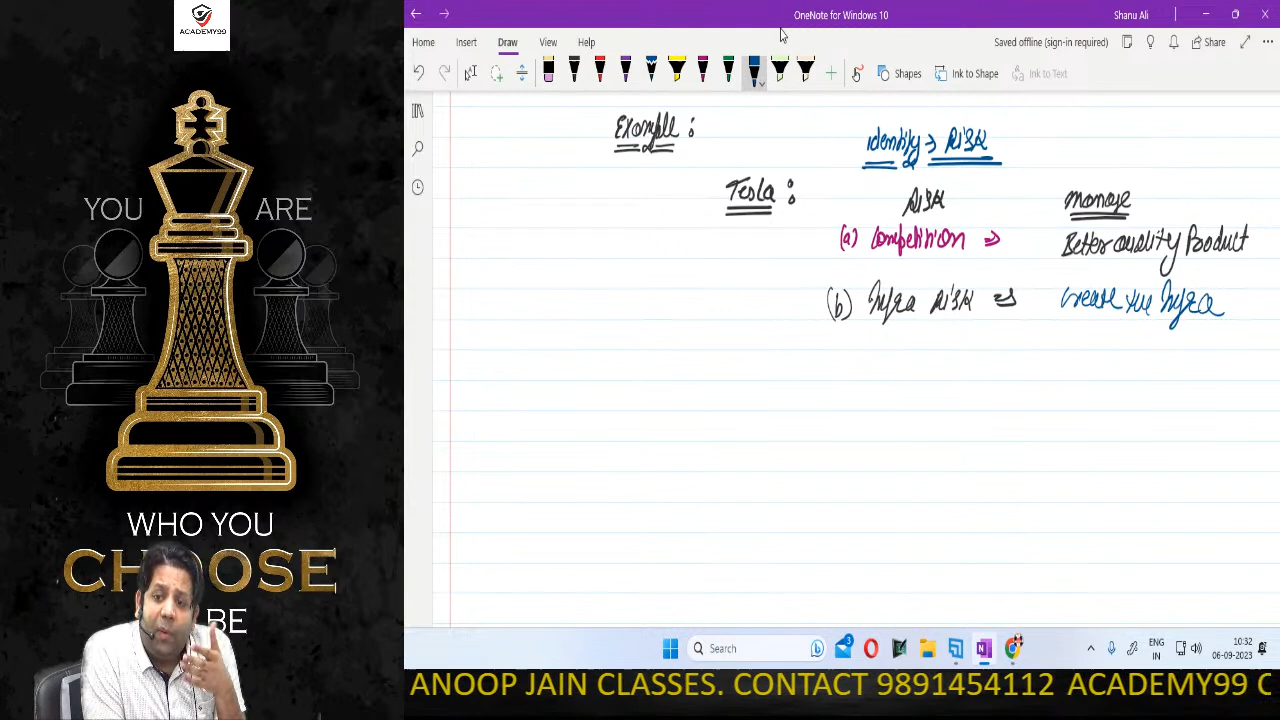 ACADEMY99
YOU ARE
WHO YOU
CHOOSE
BE
OneNote for Windows 10
Shanu Ali
Home Insert Draw View Help
Saved offline (sign-in required)
Share
Shapes
Ink to Shape
Ink to Text
Example :
Identify → RISK
Tesla :
RISK Manage
(a) Competition ⇒ Better quality Product
(b) Infra RISK ⇒ Create the Infra
Search
3
ENG
IN
10:32
06-09-2023
ANOOP JAIN CLASSES. CONTACT 9891454112 ACADEMY99 C